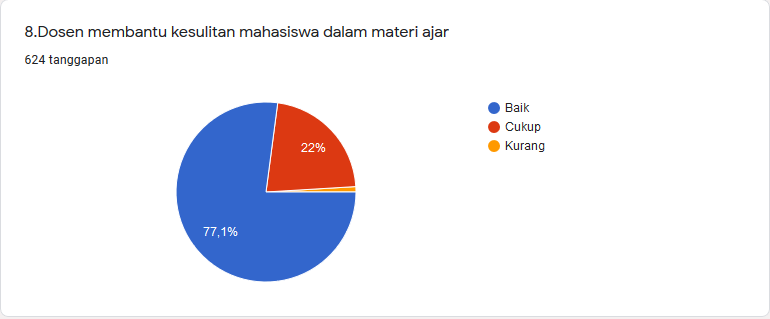 8.Dosen membantu kesulitan mahasiswa dalam materi ajar
624 tanggapan
Baik
Cukup
Kurang
22%
77,1%